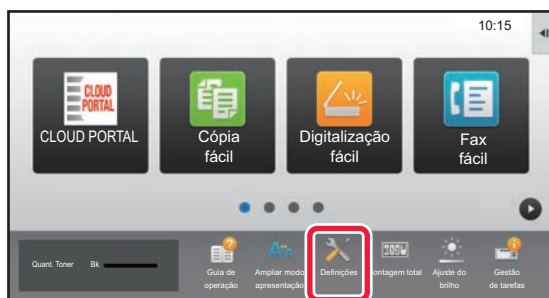 10:15
CLOUD
PORTAL
CLOUD PORTAL
Cópia
fácil
Digitalização
fácil
Fax
fácil
Quant. Toner Bk
Guia de
operação
Ampliar modo
apresentação
Definições
ontagem total
Ajuste do
brilho
Gestão
de tarefas